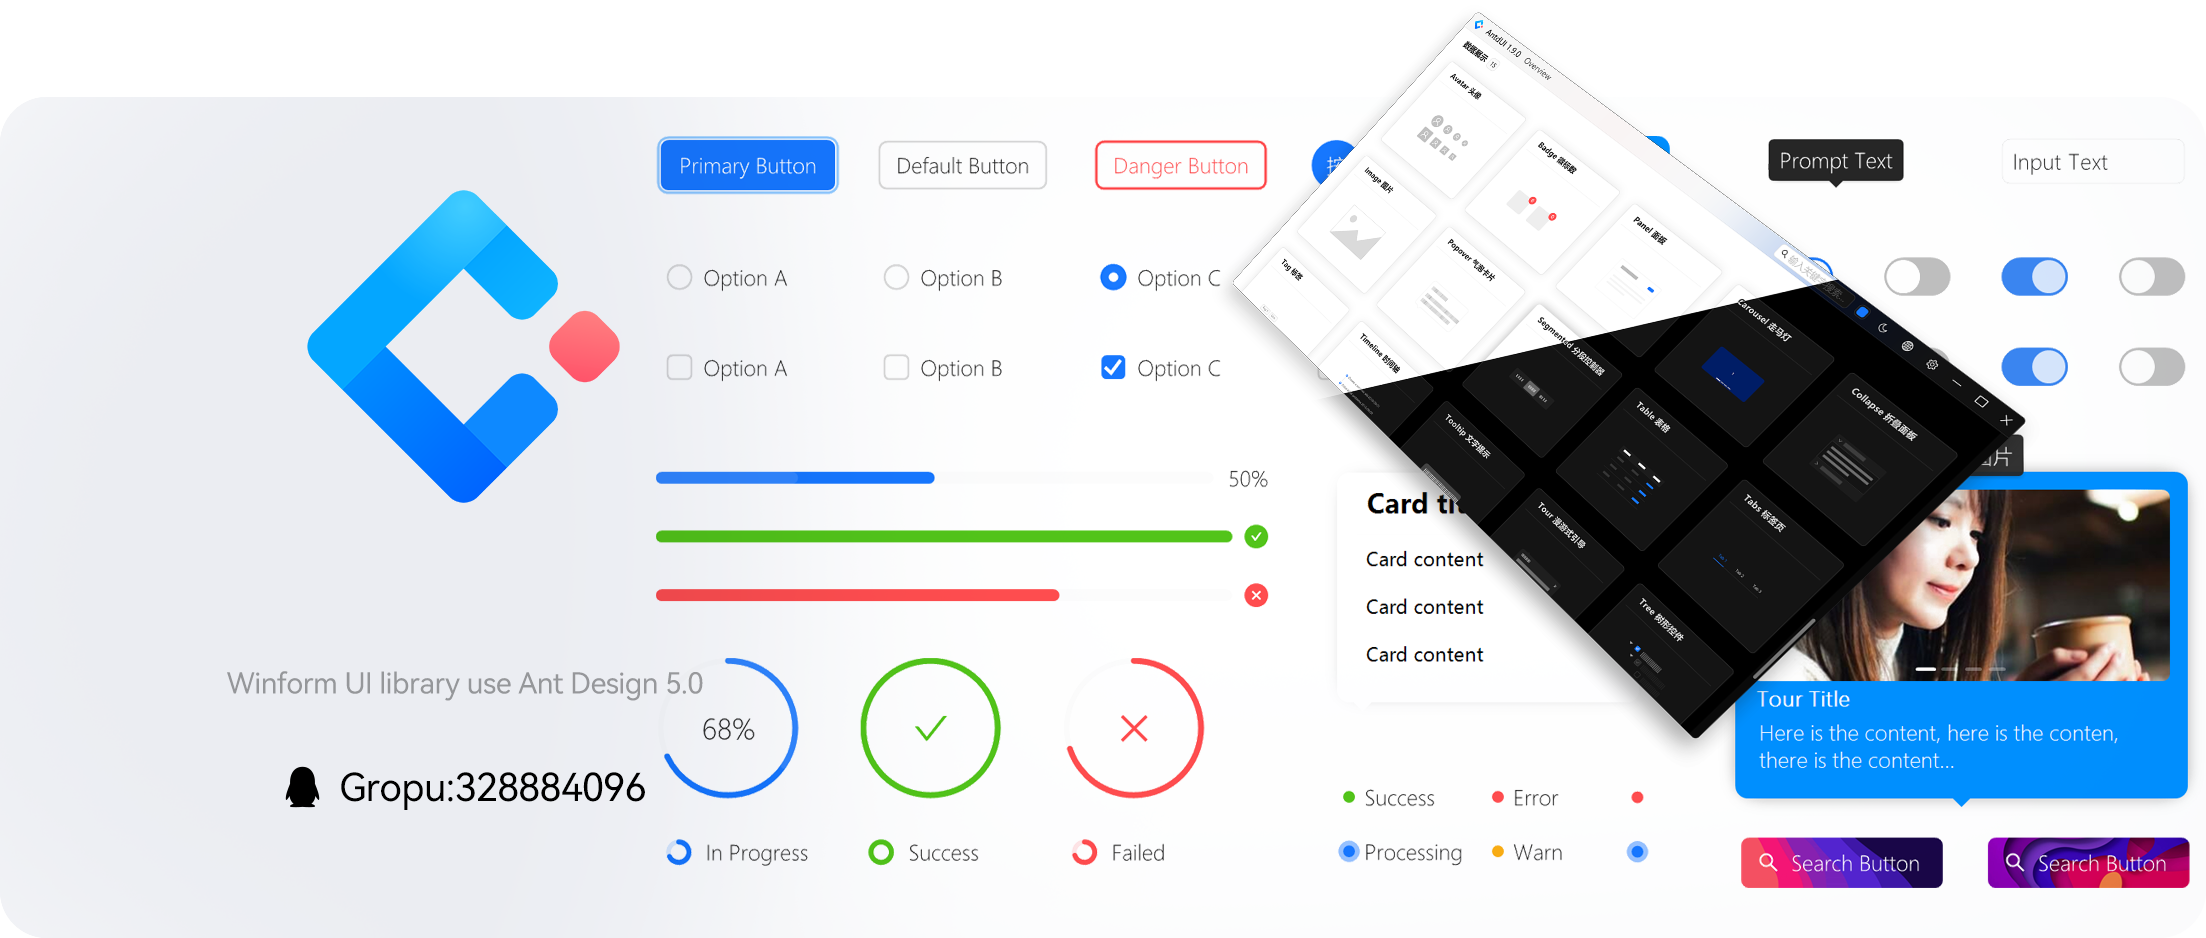 AntdUI 1.9.0 Overview
数据展示 15
Avatar 头像
Badge 徽标数
Image 图片
Panel 面板
Popover 气泡卡片
Tag 标签
Carousel 走马灯
Segmented 分段控制器
Timeline 时间轴
Collapse 折叠面板
Table 表格
Tooltip 文字提示
Tabs 标签页
Tour 漫游式引导
Tree 树形控件
Primary Button
Default Button
Danger Button
Prompt Text
Input Text
Option A
Option B
Option C
Option A
Option B
Option C
50%
Winform UI library use Ant Design 5.0
68%
Gropu:328884096
In Progress
Success
Failed
Card content
Card content
Card content
Success
Error
Processing
Warn
Tour Title
Here is the content, here is the conten,
there is the content...
Search Button
Search Button